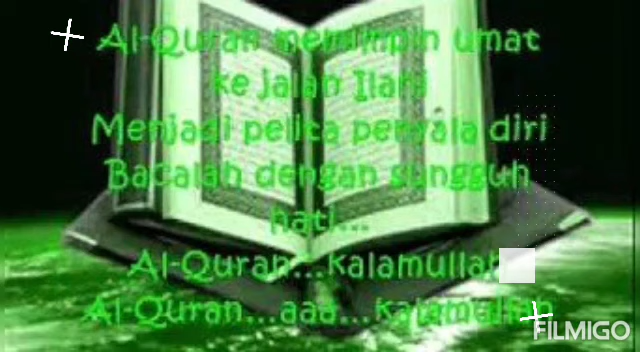 Al-Quran memimpin umat
ke jalan Ilahi
Menjadi pelita penyala diri
Bacalah dengan sungguh
hati...
Al-Quran...kalamullah
Al-Quran...aaa...kalamullah
FILMIGO